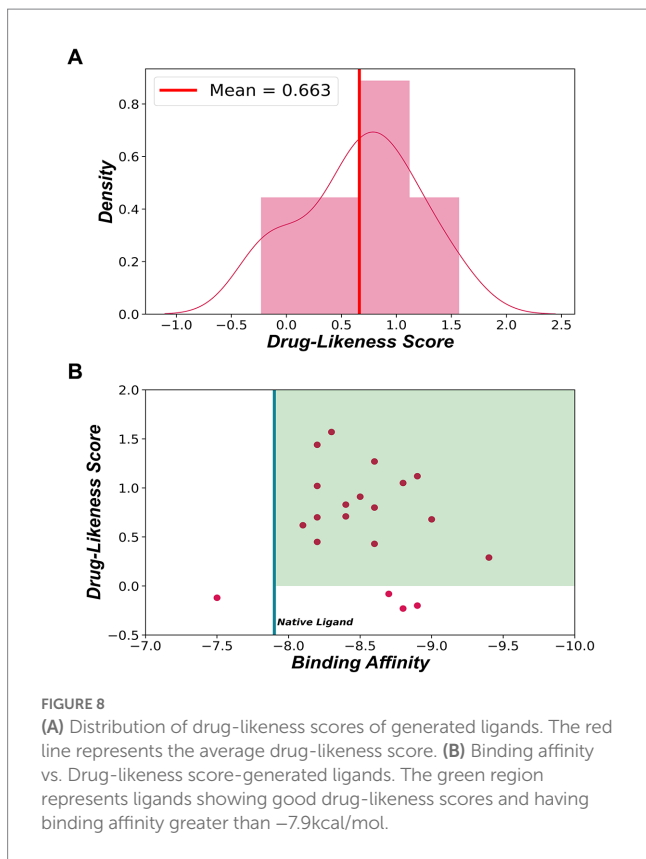 A
Mean = 0.663
0.8
0.6
0.4
0.2
0.0
Density
−1.0 −0.5 0.0 0.5 1.0 1.5 2.0 2.5
Drug-Likeness Score
B
2.0
1.5
1.0
0.5
0.0
−0.5
Drug-Likeness Score
Native Ligand
−7.0 −7.5 −8.0 −8.5 −9.0 −9.5 −10.0
Binding Affinity
FIGURE 8
(A) Distribution of drug-likeness scores of generated ligands. The red
line represents the average drug-likeness score. (B) Binding affinity
vs. Drug-likeness score-generated ligands. The green region
represents ligands showing good drug-likeness scores and having
binding affinity greater than −7.9kcal/mol.